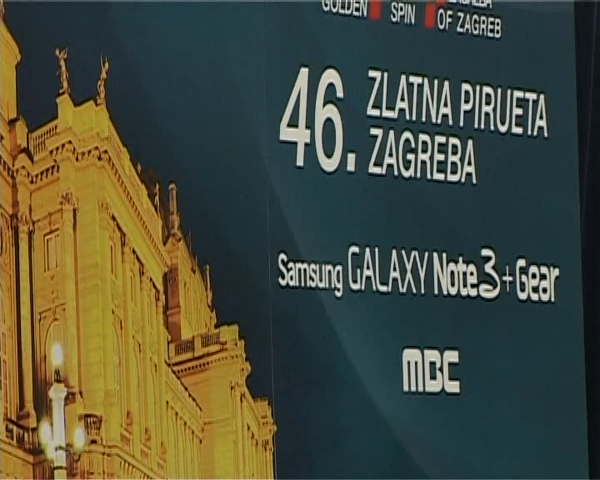 GOLDEN SPIN OF ZAGREB
46. ZLATNA PIRUETA
ZAGREBA
Samsung GALAXY Note 3 + Gear
MBC